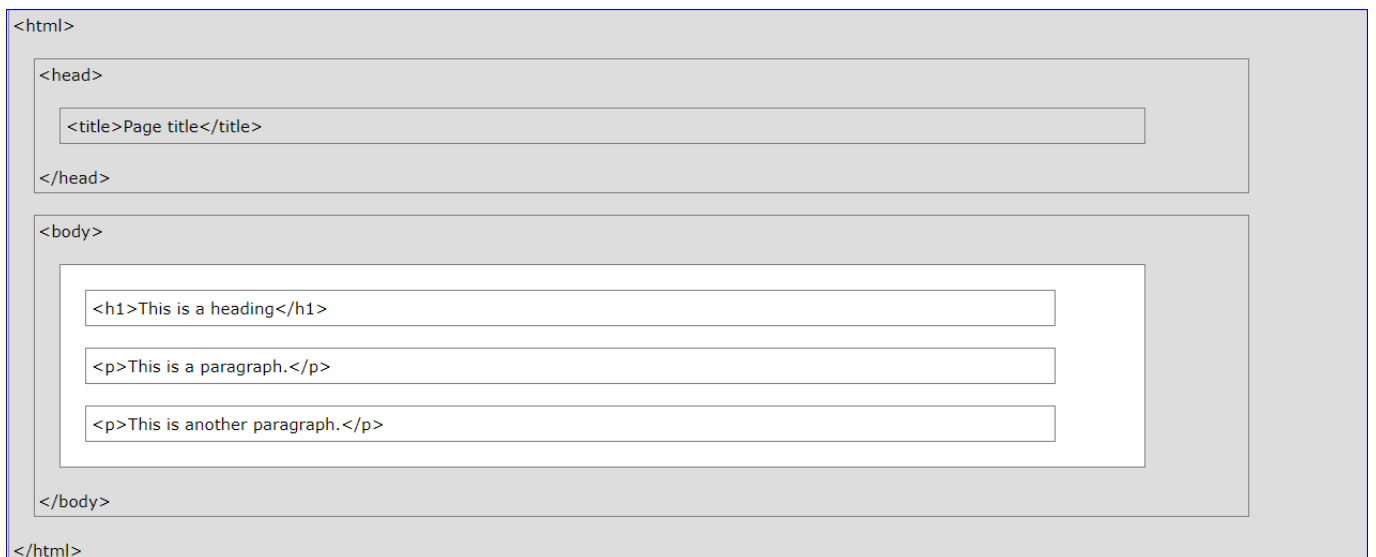 <html>
<head>
<title>Page title</title>
</head>
<body>
<h1>This is a heading</h1>
<p>This is a paragraph.</p>
<p>This is another paragraph.</p>
</body>
</html>